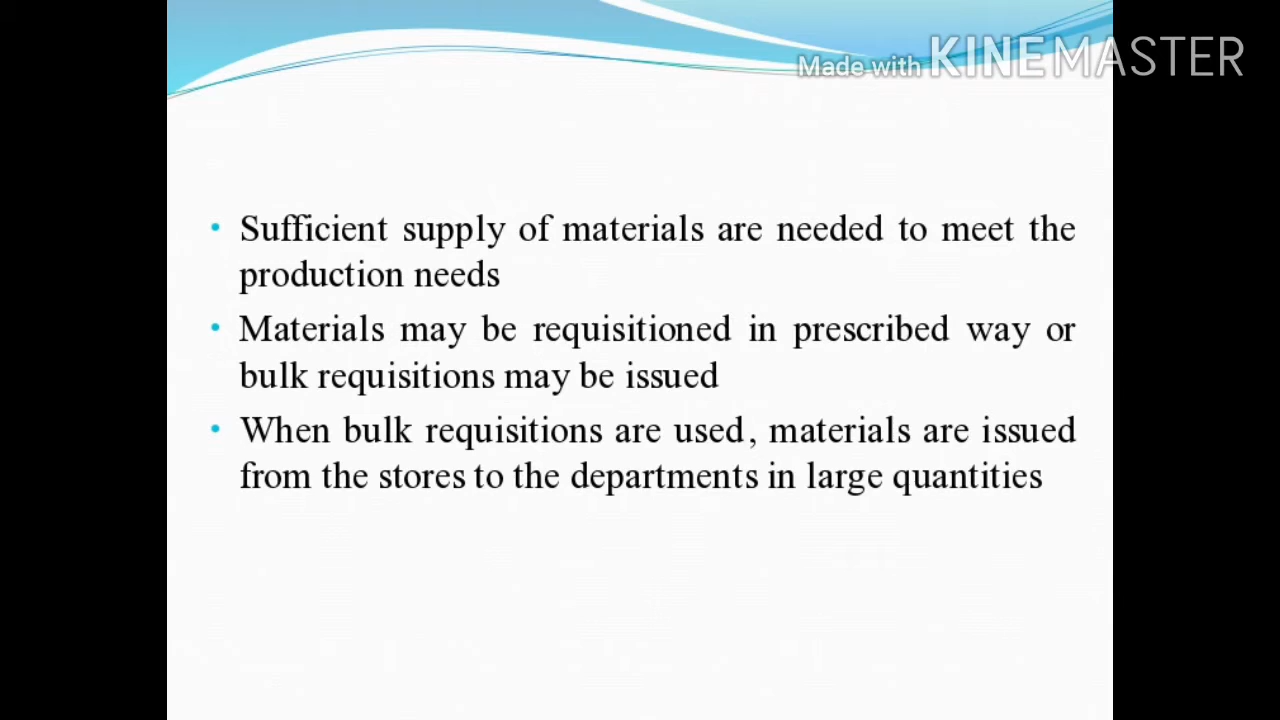 Made with KINEMASTER
• Sufficient supply of materials are needed to meet the
production needs
• Materials may be requisitioned in prescribed way or
bulk requisitions may be issued
• When bulk requisitions are used, materials are issued
from the stores to the departments in large quantities